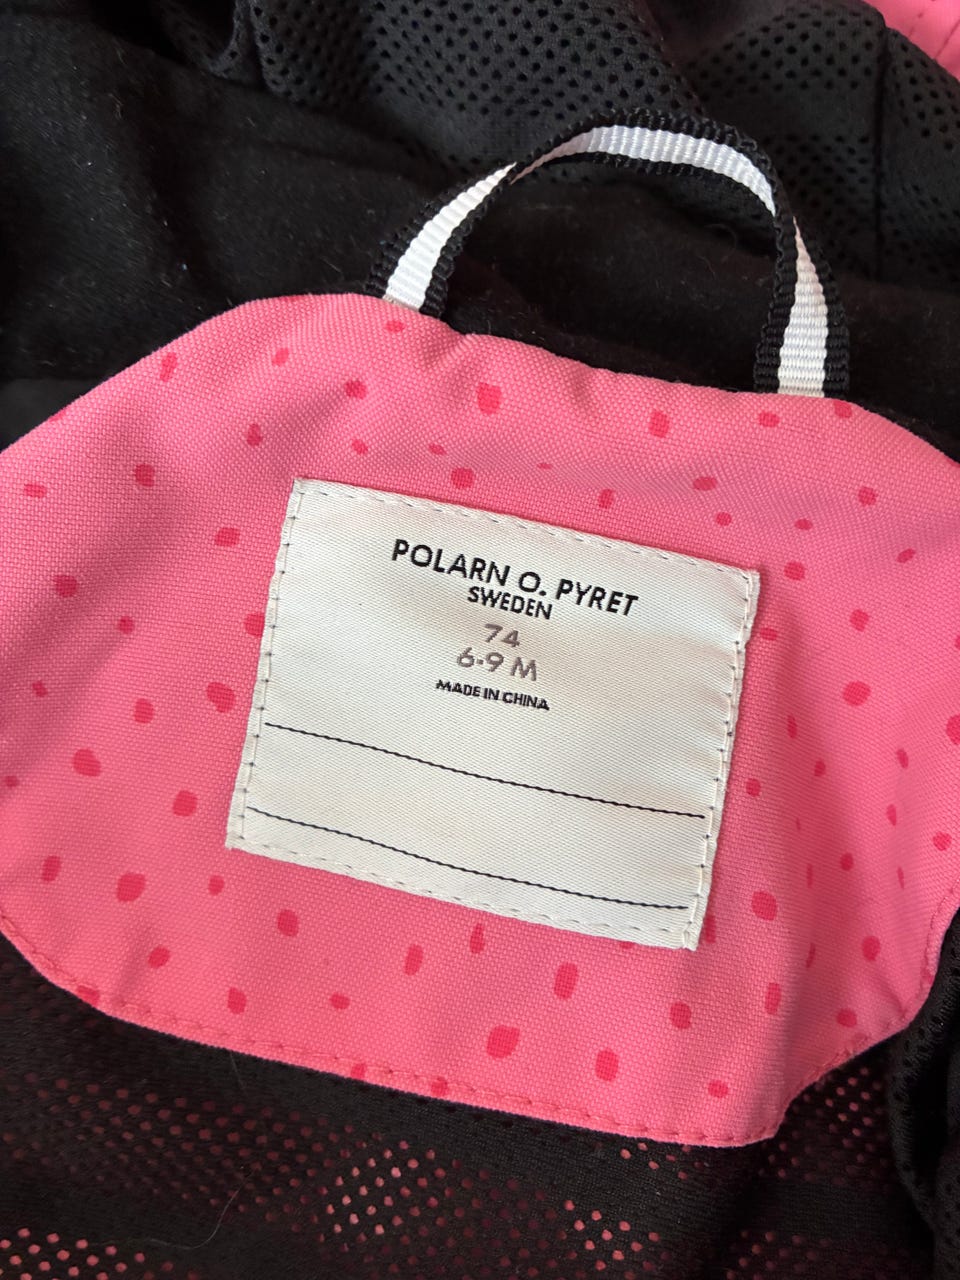 POLARN O. PYRET
SWEDEN
74
6-9 M
MADE IN CHINA